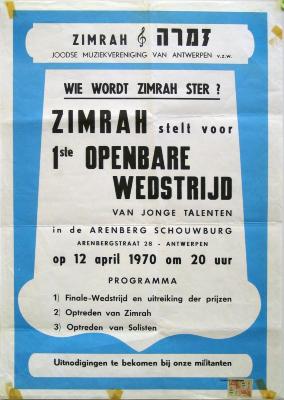 ZIMRAH זמרה
JOODSE MUZIEKVERENIGING VAN ANTWERPEN v.z.w.
WIE WORDT ZIMRAH STER ?
ZIMRAH stelt voor
1ste OPENBARE
WEDSTRIJD
VAN JONGE TALENTEN
in de ARENBERG SCHOUWBURG
ARENBERGSTRAAT 28 - ANTWERPEN
op 12 april 1970 om 20 uur
PROGRAMMA
1) Finale-Wedstrijd en uitreiking der prijzen
2) Optreden van Zimrah
3) Optreden van Solisten
Uitnodigingen te bekomen bij onze militanten